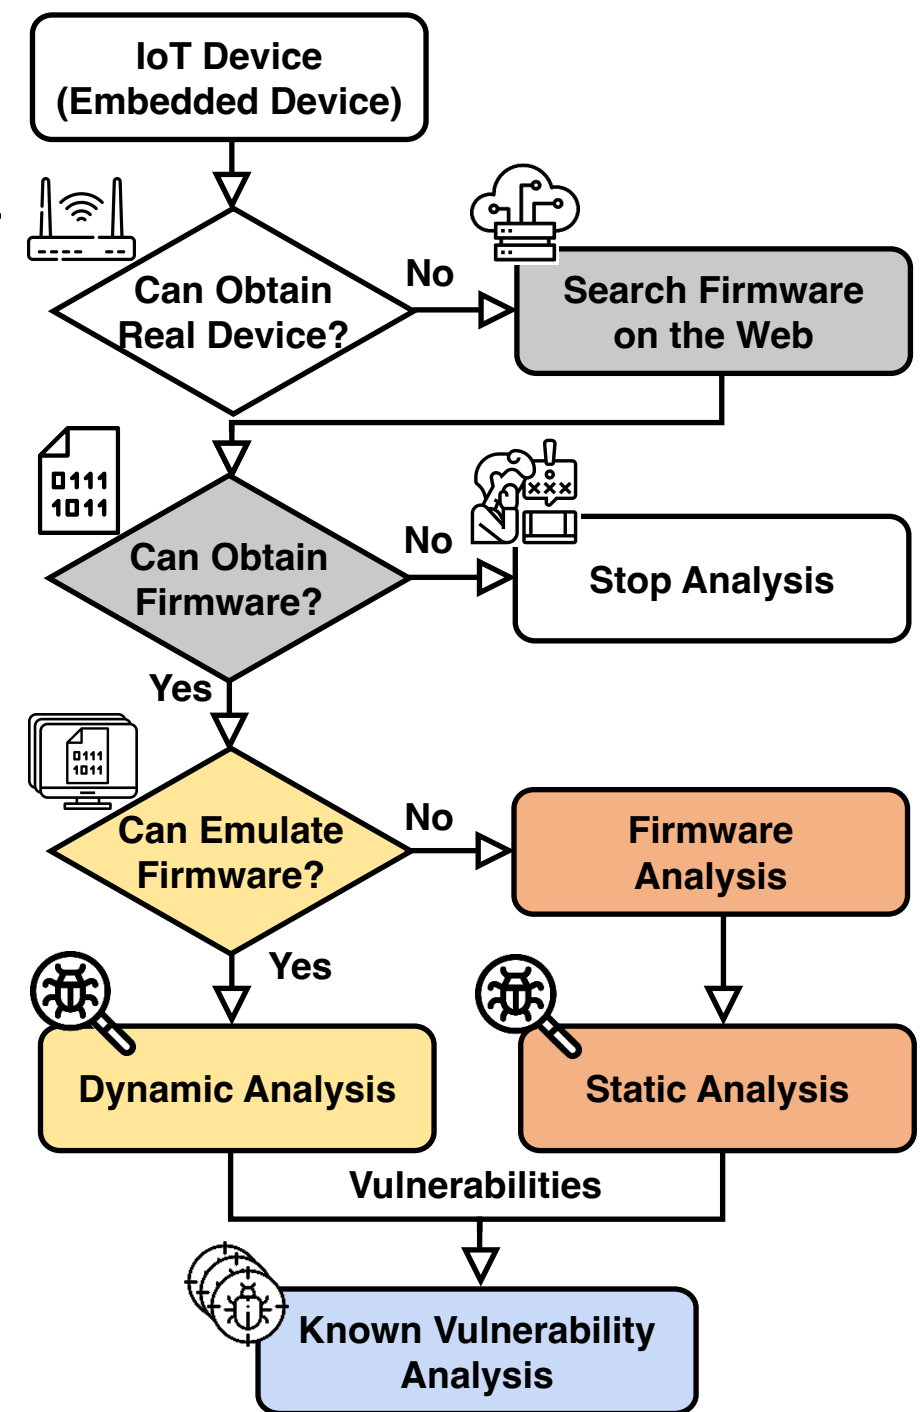 IoT Device
(Embedded Device)
Can Obtain
Real Device?
No
Search Firmware
on the Web
0111
1011
Can Obtain
Firmware?
No
xxx
Stop Analysis
Yes
0111
1011
Can Emulate
Firmware?
No
Firmware
Analysis
Yes
Dynamic Analysis
Static Analysis
Vulnerabilities
Known Vulnerability
Analysis